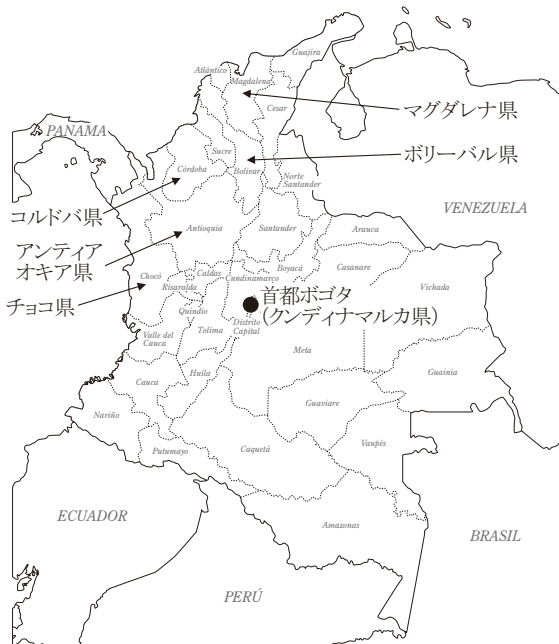 Guajira
Atlántico
Magdalena
マグダレナ県
Cesar
PANAMA
ボリーバル県
Sucre
Córdoba
Bolivar
Norte
Santander
コルドバ県
VENEZUELA
アンティア
オキア県
Antioquia
Santander
Arauca
チョコ県
Chocó
Caldas
Boyacá
Casanare
Risaralda
Cundinamarco
Vichada
首都ボゴタ
(クンディナマルカ県)
Quindio
Distrito
Capital
Valle del
Cauca
Tolima
Meta
Guainia
Cauca
Huila
Guaviare
Nariño
Vaupés
Putumayo
Caquetá
ECUADOR
Amazonas
BRASIL
PERÚ